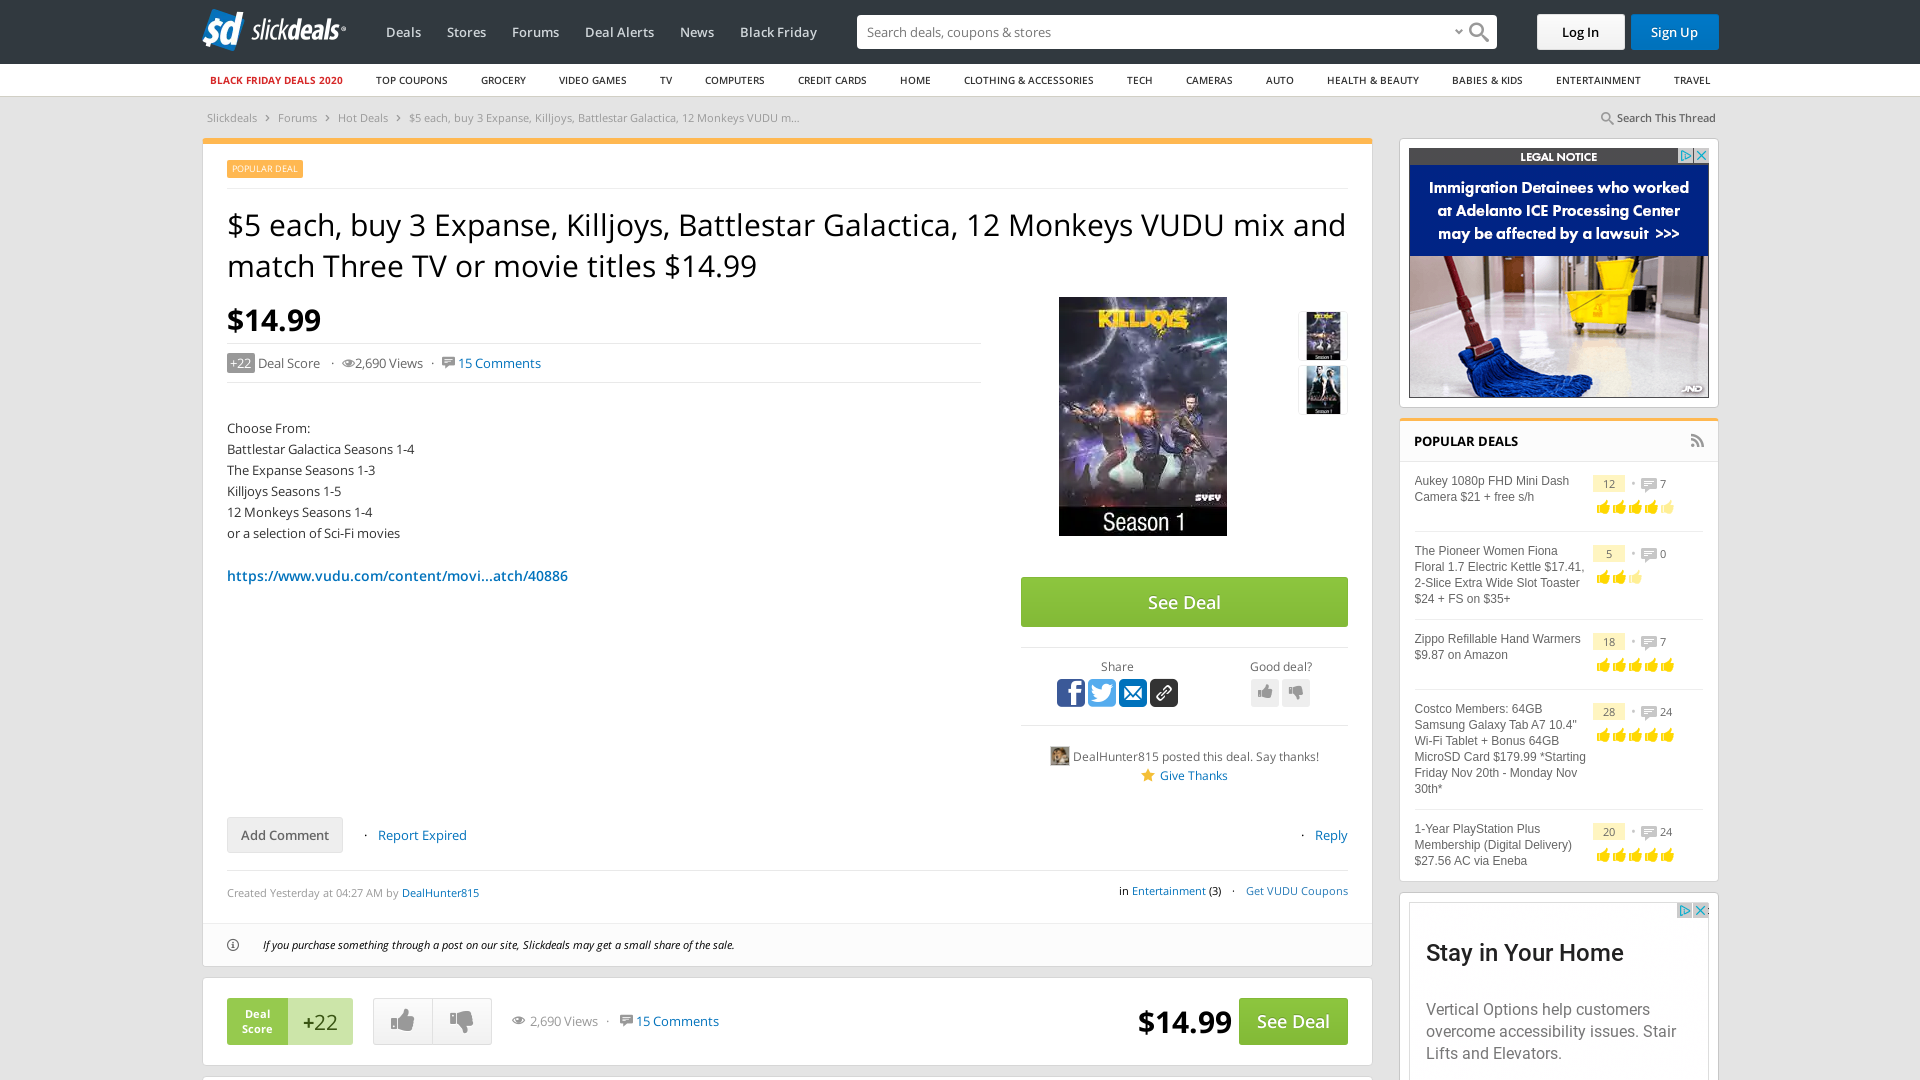 slickdeals
Deals
Stores
Forums
Deal Alerts
News
Black Friday
Search deals, coupons & stores
Log In
Sign Up
BLACK FRIDAY DEALS 2020
TOP COUPONS
GROCERY
VIDEO GAMES
TV
COMPUTERS
CREDIT CARDS
HOME
CLOTHING & ACCESSORIES
TECH
CAMERAS
AUTO
HEALTH & BEAUTY
BABIES & KIDS
ENTERTAINMENT
TRAVEL
Slickdeals › Forums › Hot Deals › $5 each, buy 3 Expanse, Killjoys, Battlestar Galactica, 12 Monkeys VUDU m...
Search This Thread
POPULAR DEAL
$5 each, buy 3 Expanse, Killjoys, Battlestar Galactica, 12 Monkeys VUDU mix and
match Three TV or movie titles $14.99
$14.99
+22 Deal Score · 2,690 Views · 15 Comments
Choose From:
Battlestar Galactica Seasons 1-4
The Expanse Seasons 1-3
Killjoys Seasons 1-5
12 Monkeys Seasons 1-4
or a selection of Sci-Fi movies
https://www.vudu.com/content/movi...atch/40886
KILLJOYS
SYFY
Season 1
Season 1
Season 1
See Deal
Share
Good deal?
DealHunter815 posted this deal. Say thanks!
Give Thanks
Add Comment
· Report Expired
· Reply
Created Yesterday at 04:27 AM by DealHunter815
in Entertainment (3) · Get VUDU Coupons
If you purchase something through a post on our site, Slickdeals may get a small share of the sale.
Deal
Score
+22
2,690 Views · 15 Comments
$14.99
See Deal
LEGAL NOTICE
Immigration Detainees who worked
at Adelanto ICE Processing Center
may be affected by a lawsuit >>>
JND
POPULAR DEALS
Aukey 1080p FHD Mini Dash
Camera $21 + free s/h
12 • 7
The Pioneer Women Fiona
Floral 1.7 Electric Kettle $17.41,
2-Slice Extra Wide Slot Toaster
$24 + FS on $35+
5 • 0
Zippo Refillable Hand Warmers
$9.87 on Amazon
18 • 7
Costco Members: 64GB
Samsung Galaxy Tab A7 10.4"
Wi-Fi Tablet + Bonus 64GB
MicroSD Card $179.99 *Starting
Friday Nov 20th - Monday Nov
30th*
28 • 24
1-Year PlayStation Plus
Membership (Digital Delivery)
$27.56 AC via Eneba
20 • 24
Stay in Your Home
Vertical Options help customers
overcome accessibility issues. Stair
Lifts and Elevators.